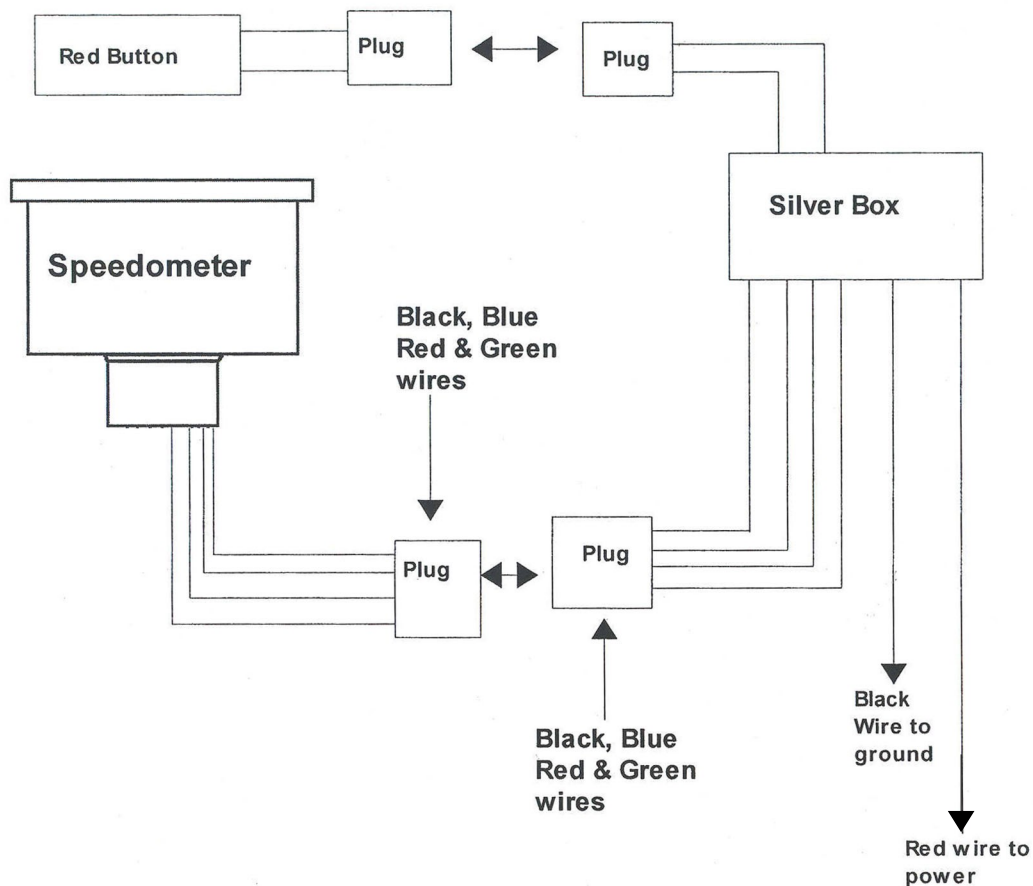 Red Button
Plug
Plug
Silver Box
Speedometer
Black, Blue
Red & Green
wires
Plug
Plug
Black, Blue
Red & Green
wires
Black
Wire to
ground
Red wire to
power